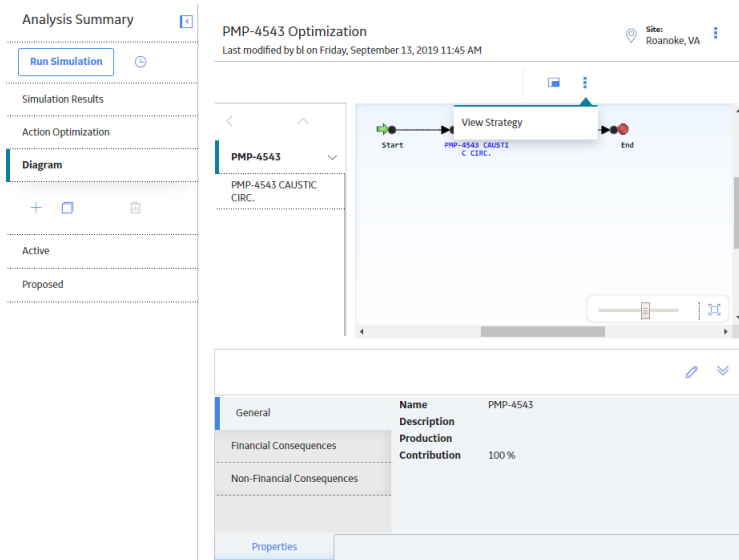 Analysis Summary
Run Simulation
Simulation Results
Action Optimization
Diagram
Active
Proposed
PMP-4543 Optimization
Last modified by bl on Friday, September 13, 2019 11:45 AM
Site:
Roanoke, VA
View Strategy
PMP-4543
PMP-4543 CAUSTIC
CIRC.
Start
PMP-4543 CAUSTI
C CIRC.
End
General
Financial Consequences
Non-Financial Consequences
Name PMP-4543
Description
Production
Contribution 100 %
Properties